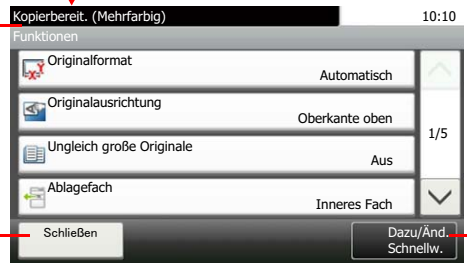 Kopierbereit. (Mehrfarbig) 10:10
Funktionen
Originalformat
Automatisch
Originalausrichtung
Oberkante oben
1/5
Ungleich große Originale
Aus
Ablagefach
Inneres Fach
Schließen
Dazu/Änd.
Schnellw.